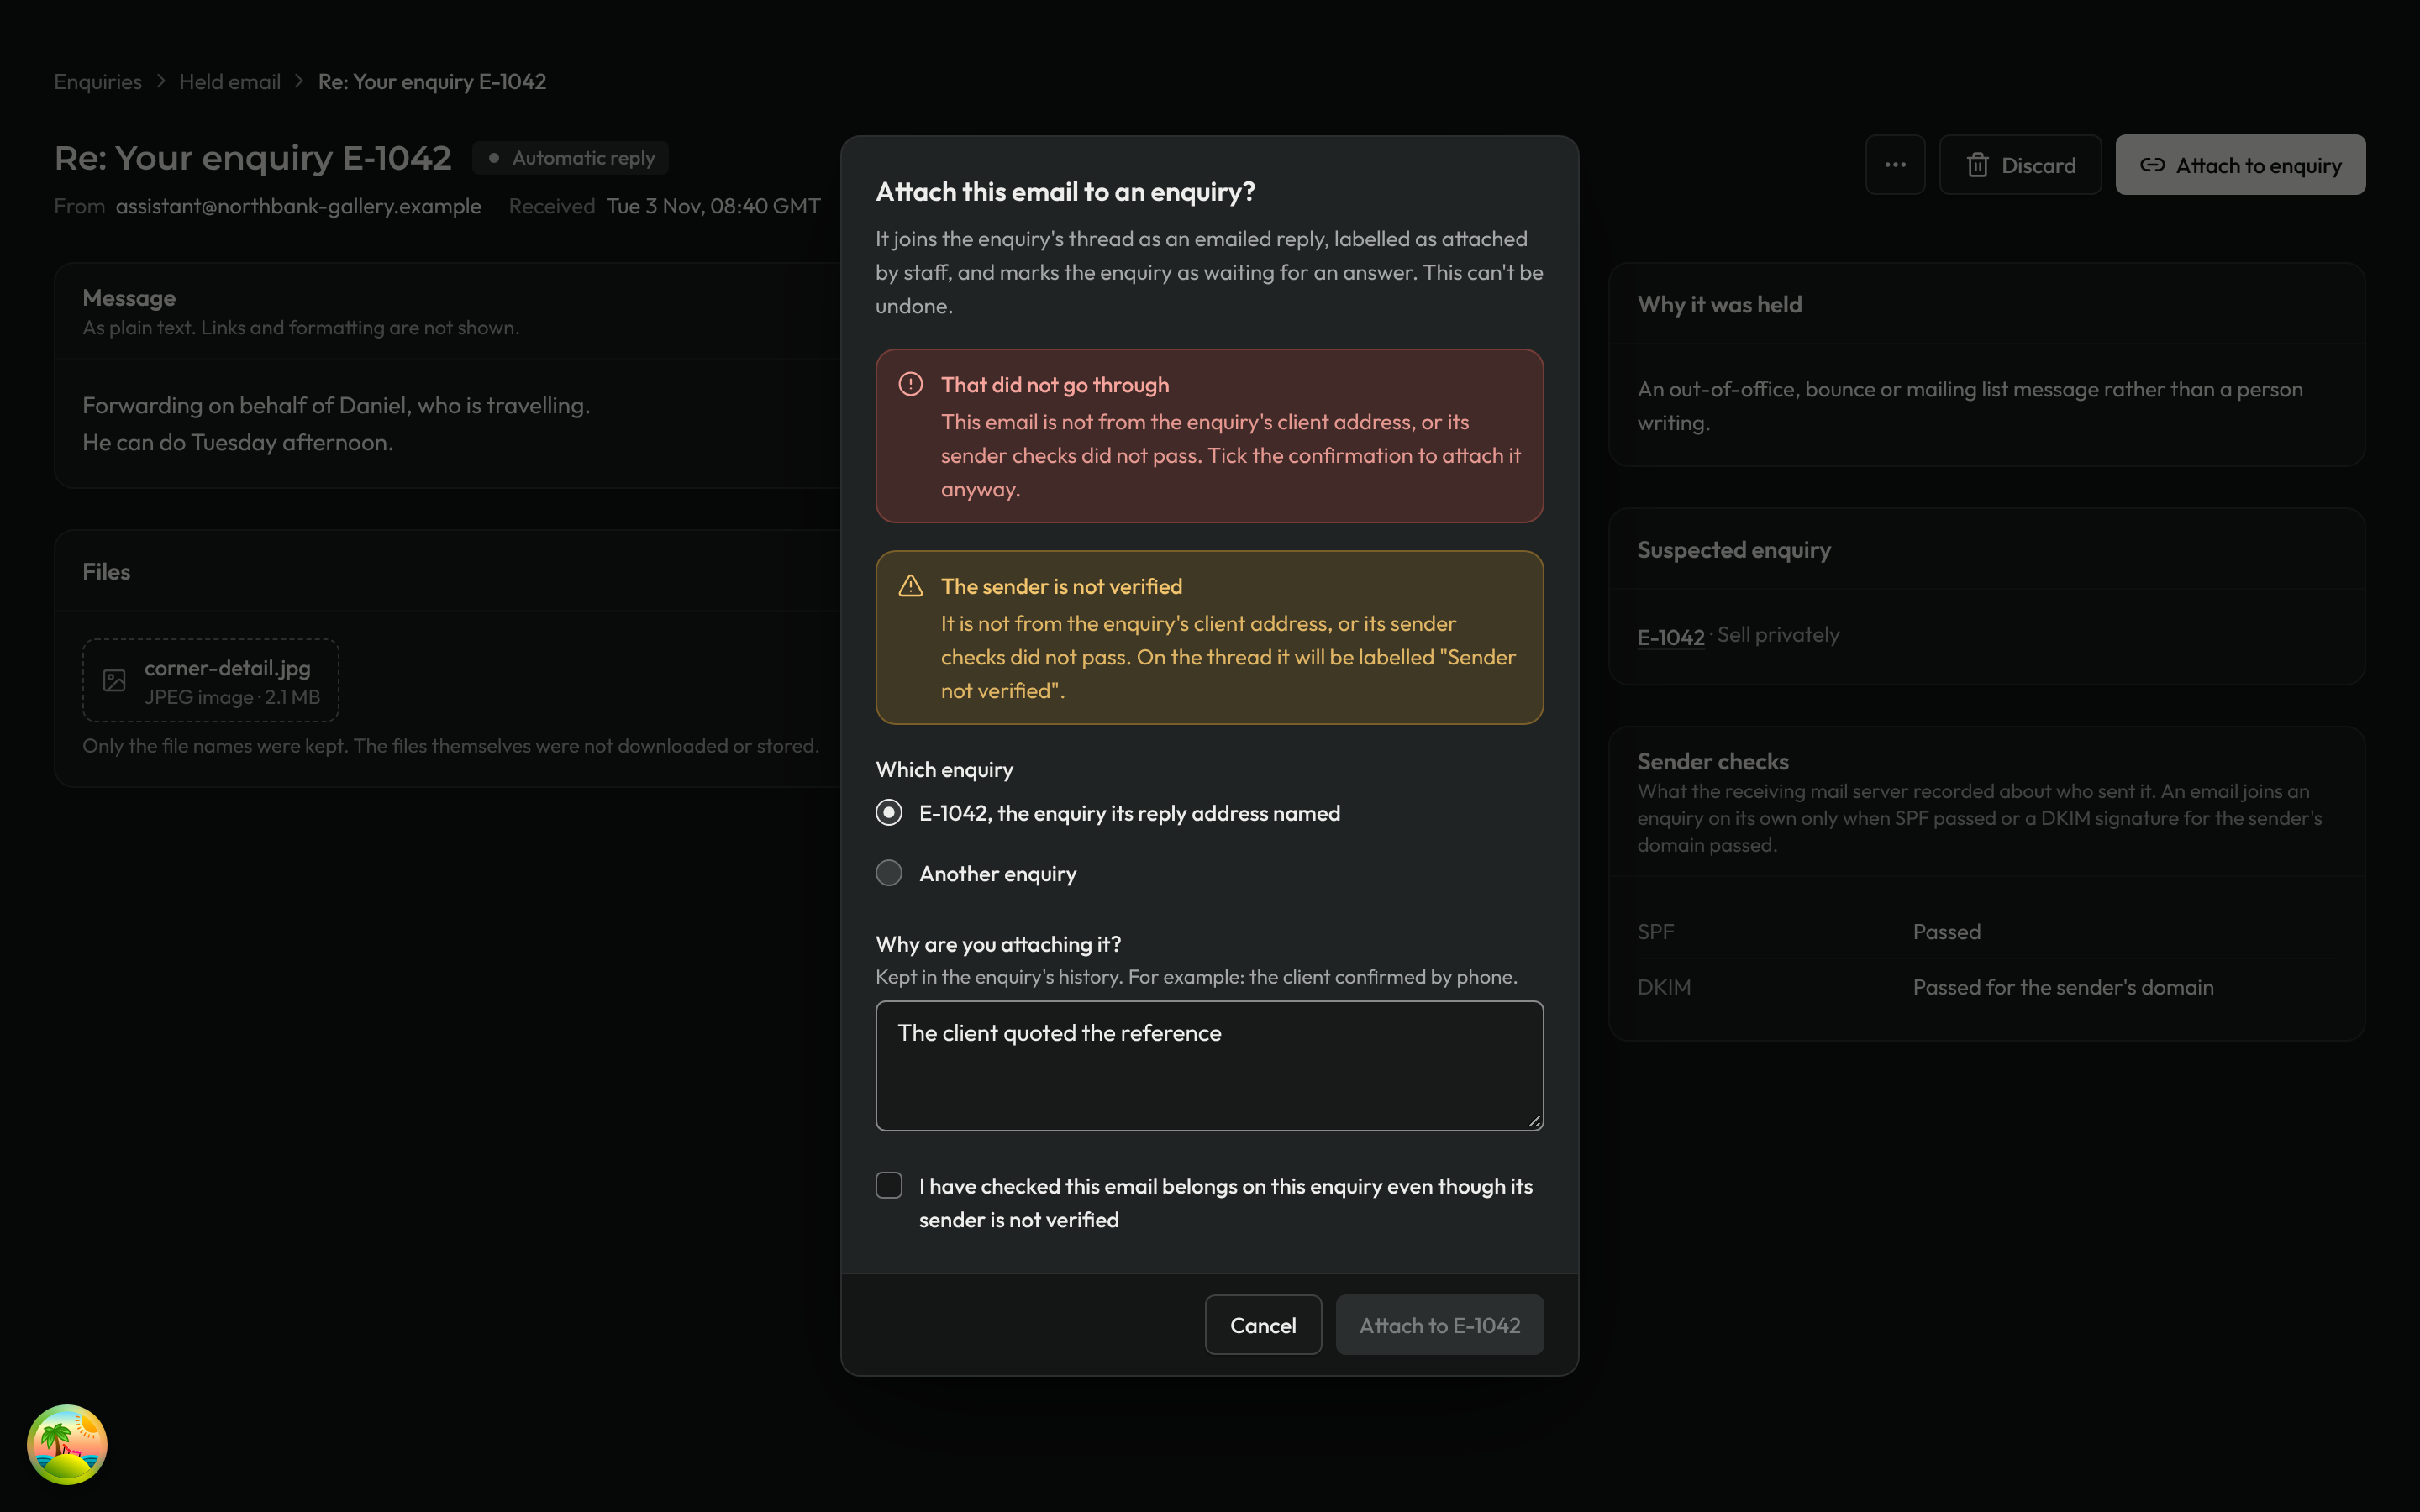 Enquiries > Held email > Re: Your enquiry E-1042
Re: Your enquiry E-1042
Automatic reply
From assistant@northbank-gallery.example Received Tue 3 Nov, 08:40 GMT
Discard
Attach to enquiry
Message
As plain text. Links and formatting are not shown.
Forwarding on behalf of Daniel, who is travelling.
He can do Tuesday afternoon.
Files
corner-detail.jpg
JPEG image · 2.1 MB
Only the file names were kept. The files themselves were not downloaded or stored.
Attach this email to an enquiry?
It joins the enquiry's thread as an emailed reply, labelled as attached
by staff, and marks the enquiry as waiting for an answer. This can't be
undone.
That did not go through
This email is not from the enquiry's client address, or its
sender checks did not pass. Tick the confirmation to attach it
anyway.
The sender is not verified
It is not from the enquiry's client address, or its sender
checks did not pass. On the thread it will be labelled "Sender
not verified".
Which enquiry
E-1042, the enquiry its reply address named
Another enquiry
Why are you attaching it?
Kept in the enquiry's history. For example: the client confirmed by phone.
The client quoted the reference
I have checked this email belongs on this enquiry even though its
sender is not verified
Cancel
Attach to E-1042
Why it was held
An out-of-office, bounce or mailing list message rather than a person
writing.
Suspected enquiry
E-1042 · Sell privately
Sender checks
What the receiving mail server recorded about who sent it. An email joins an
enquiry on its own only when SPF passed or a DKIM signature for the sender's
domain passed.
SPF Passed
DKIM Passed for the sender's domain